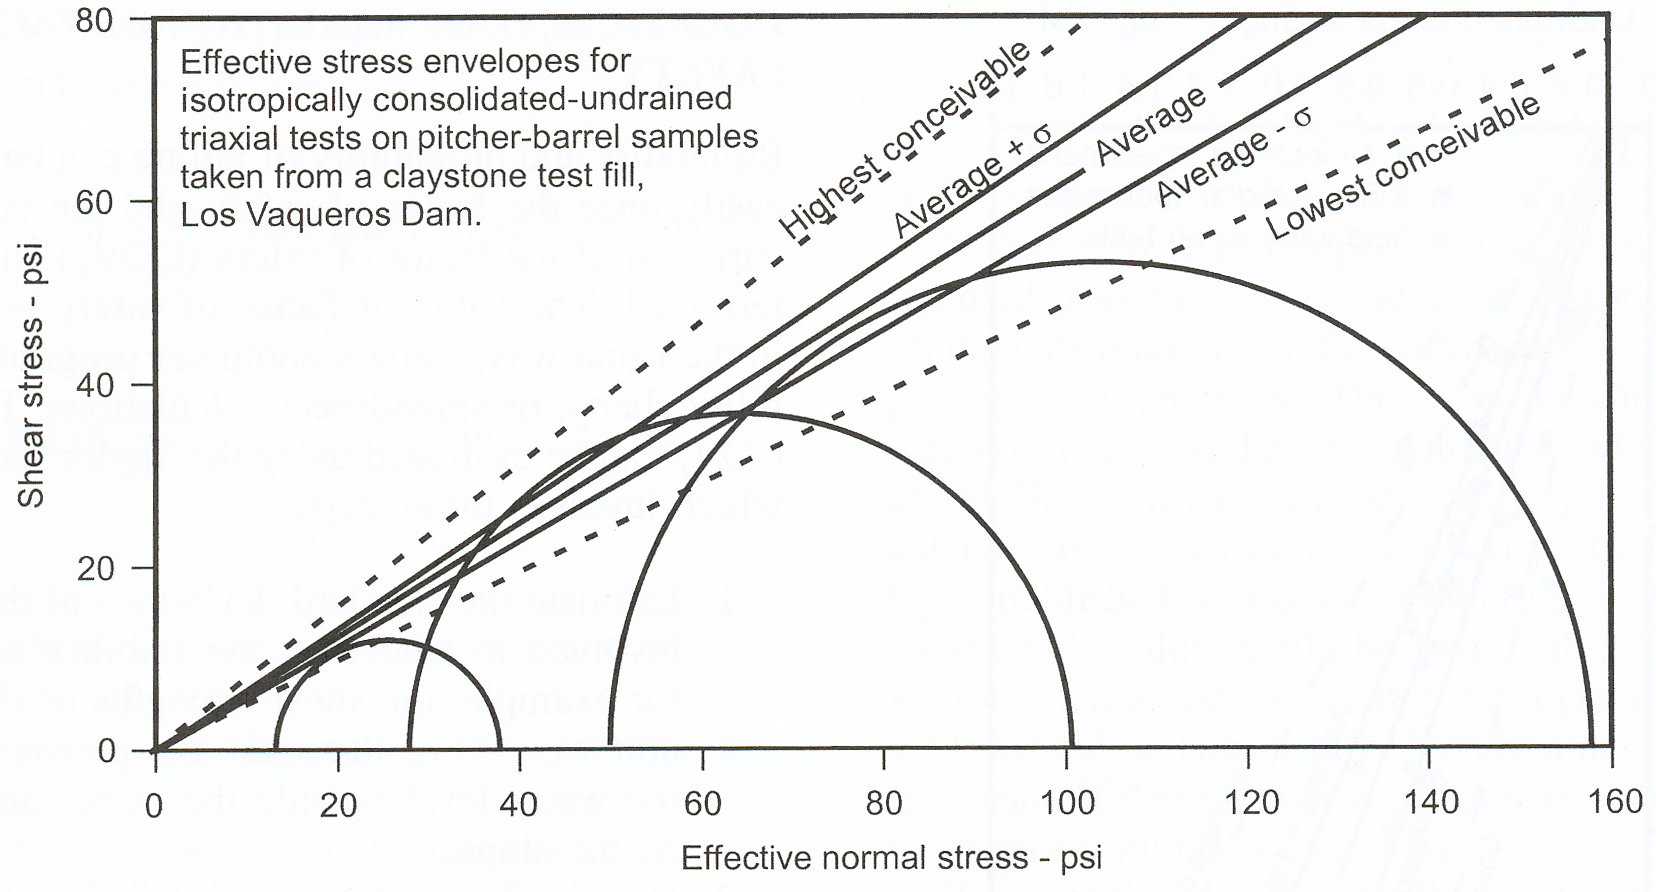 80
60
40
20
0
Shear stress - psi
Effective stress envelopes for
isotropically consolidated-undrained
triaxial tests on pitcher-barrel samples
taken from a claystone test fill,
Los Vaqueros Dam.
Highest conceivable
Average + σ
Average
Average - σ
Lowest conceivable
0 20 40 60 80 100 120 140 160
Effective normal stress - psi